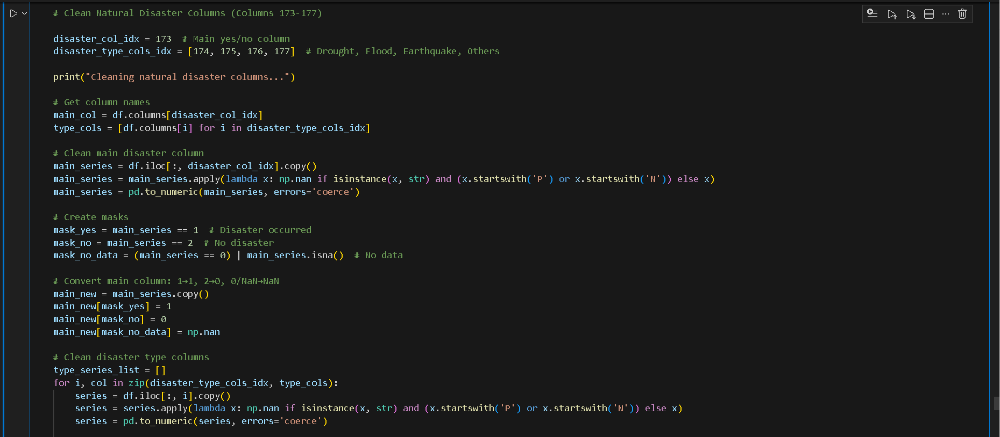 # Clean Natural Disaster Columns (Columns 173-177)
disaster_col_idx = 173  # Main yes/no column
disaster_type_cols_idx = [174, 175, 176, 177]  # Drought, Flood, Earthquake, Others
print("Cleaning natural disaster columns...")
# Get column names
main_col = df.columns[disaster_col_idx]
type_cols = [df.columns[i] for i in disaster_type_cols_idx]
# Clean main disaster column
main_series = df.iloc[:, disaster_col_idx].copy()
main_series = main_series.apply(lambda x: np.nan if isinstance(x, str) and (x.startswith('P') or x.startswith('N')) else x)
main_series = pd.to_numeric(main_series, errors='coerce')
# Create masks
mask_yes = main_series == 1  # Disaster occurred
mask_no = main_series == 2  # No disaster
mask_no_data = (main_series == 0) | main_series.isna()  # No data
# Convert main column: 1→1, 2→0, 0/NaN→NaN
main_new = main_series.copy()
main_new[mask_yes] = 1
main_new[mask_no] = 0
main_new[mask_no_data] = np.nan
# Clean disaster type columns
type_series_list = []
for i, col in zip(disaster_type_cols_idx, type_cols):
    series = df.iloc[:, i].copy()
    series = series.apply(lambda x: np.nan if isinstance(x, str) and (x.startswith('P') or x.startswith('N')) else x)
    series = pd.to_numeric(series, errors='coerce')